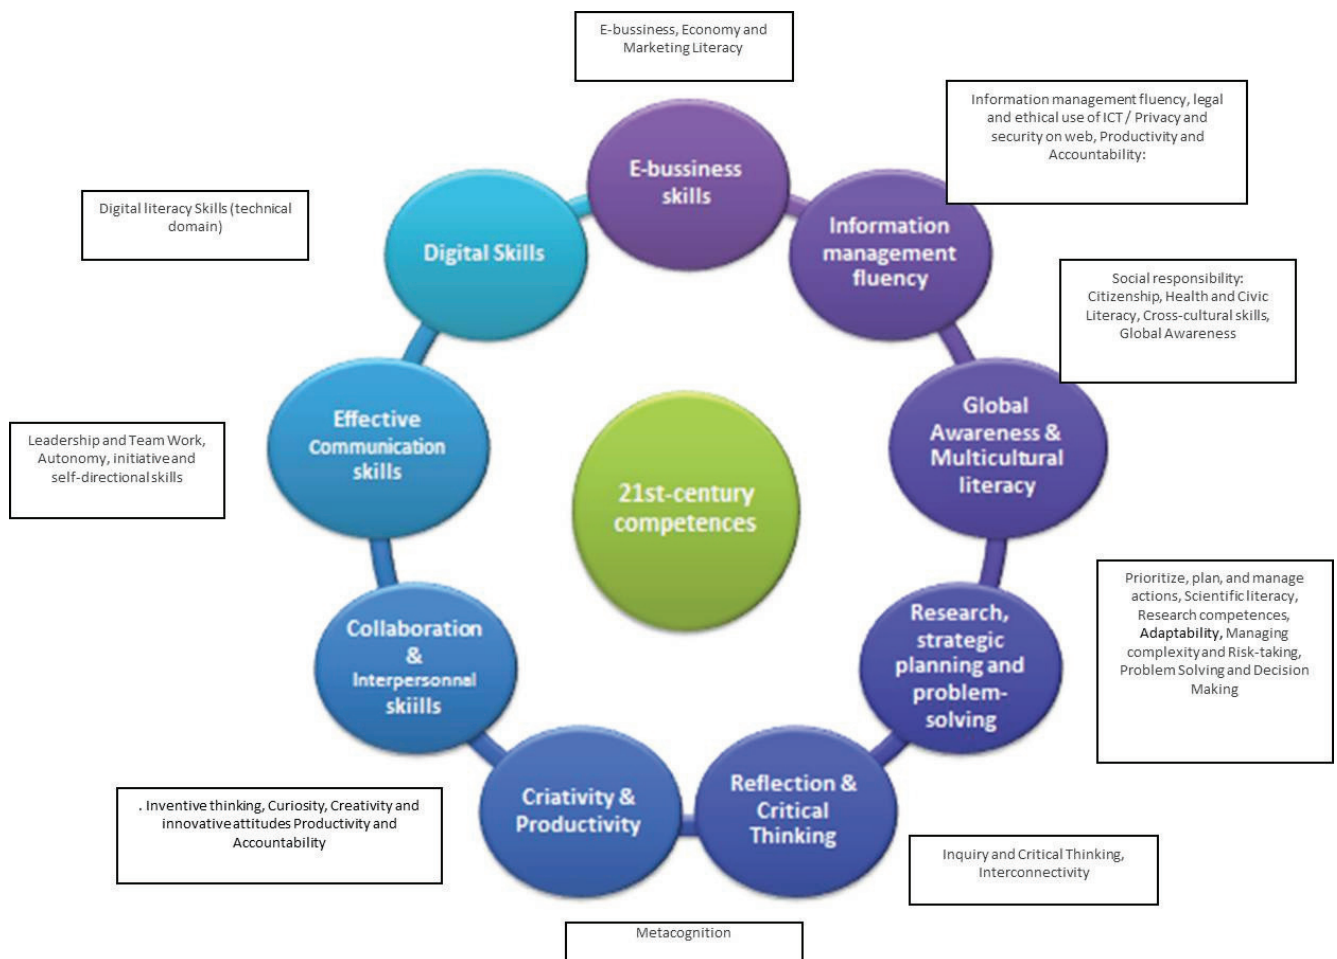 E-bussiness, Economy and
Marketing Literacy
E-bussiness
skills
Information management fluency, legal
and ethical use of ICT / Privacy and
security on web, Productivity and
Accountability:
Information
management
fluency
Social responsibility:
Citizenship, Health and Civic
Literacy, Cross-cultural skills,
Global Awareness
Global
Awareness &
Multicultural
literacy
Prioritize, plan, and manage
actions, Scientific literacy,
Research competences,
Adaptability, Managing
complexity and Risk-taking,
Problem Solving and Decision
Making
Research,
strategic
planning and
problem-
solving
Inquiry and Critical Thinking,
Interconnectivity
Reflection &
Critical
Thinking
Metacognition
Criativity &
Productivity
. Inventive thinking, Curiosity, Creativity and
innovative attitudes Productivity and
Accountability
Collaboration
&
Interpersonnal
skiills
Leadership and Team Work,
Autonomy, initiative and
self-directional skills
Effective
Communication
skills
Digital literacy Skills (technical
domain)
Digital Skills
21st-century
competences